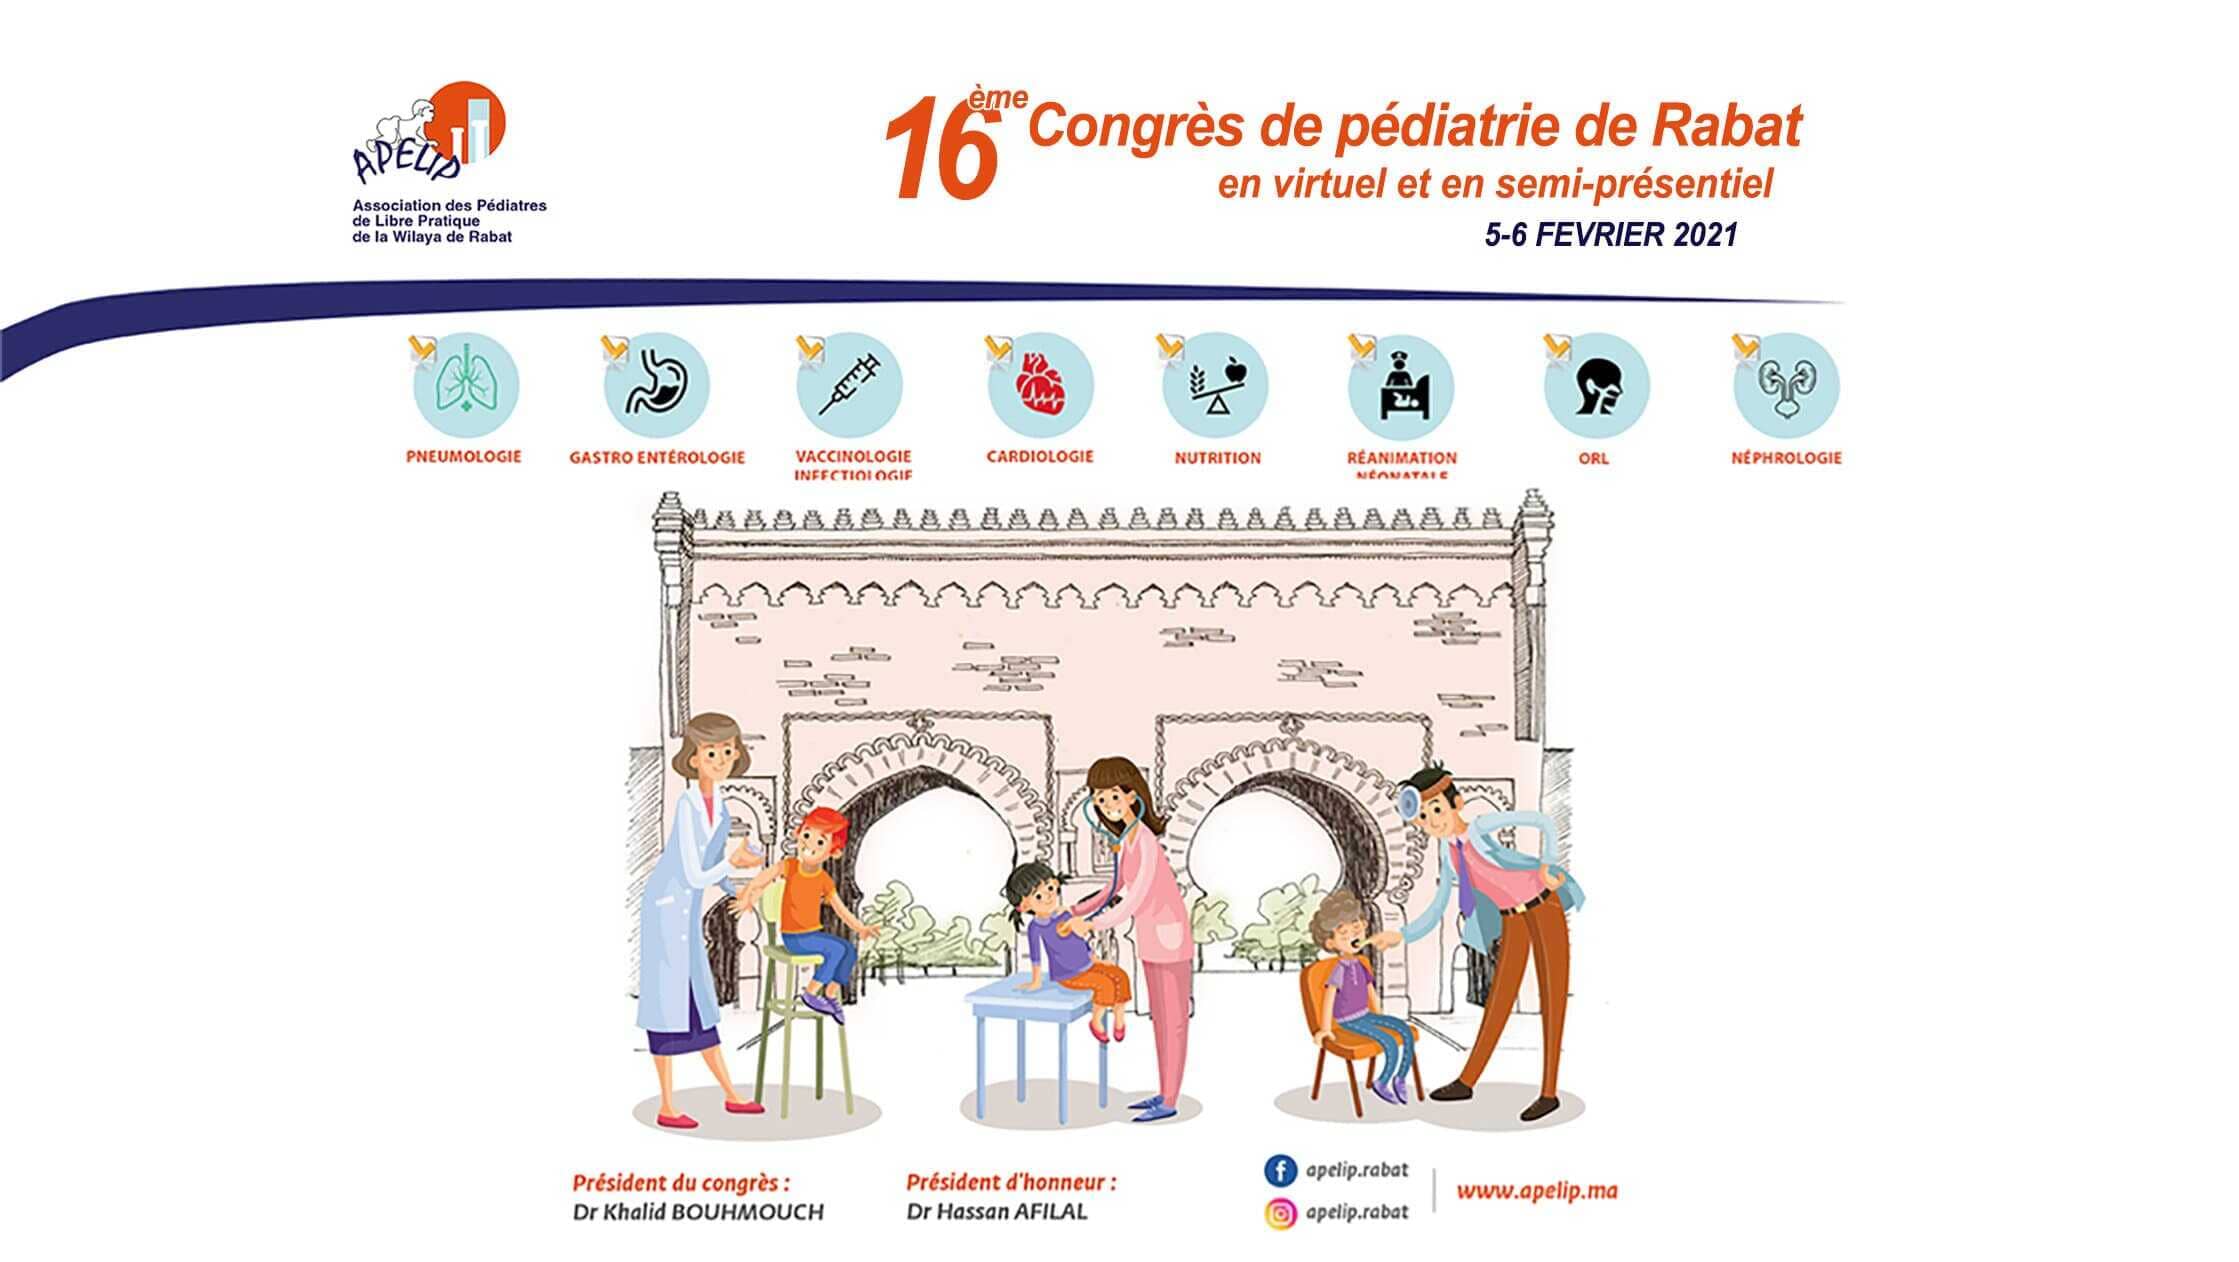 APELIP
Association des Pédiatres
de Libre Pratique
de la Wilaya de Rabat
16ème Congrès de pédiatrie de Rabat
en virtuel et en semi-présentiel
5-6 FEVRIER 2021
PNEUMOLOGIE
GASTRO ENTÉROLOGIE
VACCINOLOGIE
INFECTIOLOGIE
CARDIOLOGIE
NUTRITION
RÉANIMATION
NÉONATALE
ORL
NÉPHROLOGIE
Président du congrès :
Dr Khalid BOUHMOUCH
Président d'honneur :
Dr Hassan AFILAL
apelip.rabat
apelip.rabat
www.apelip.ma